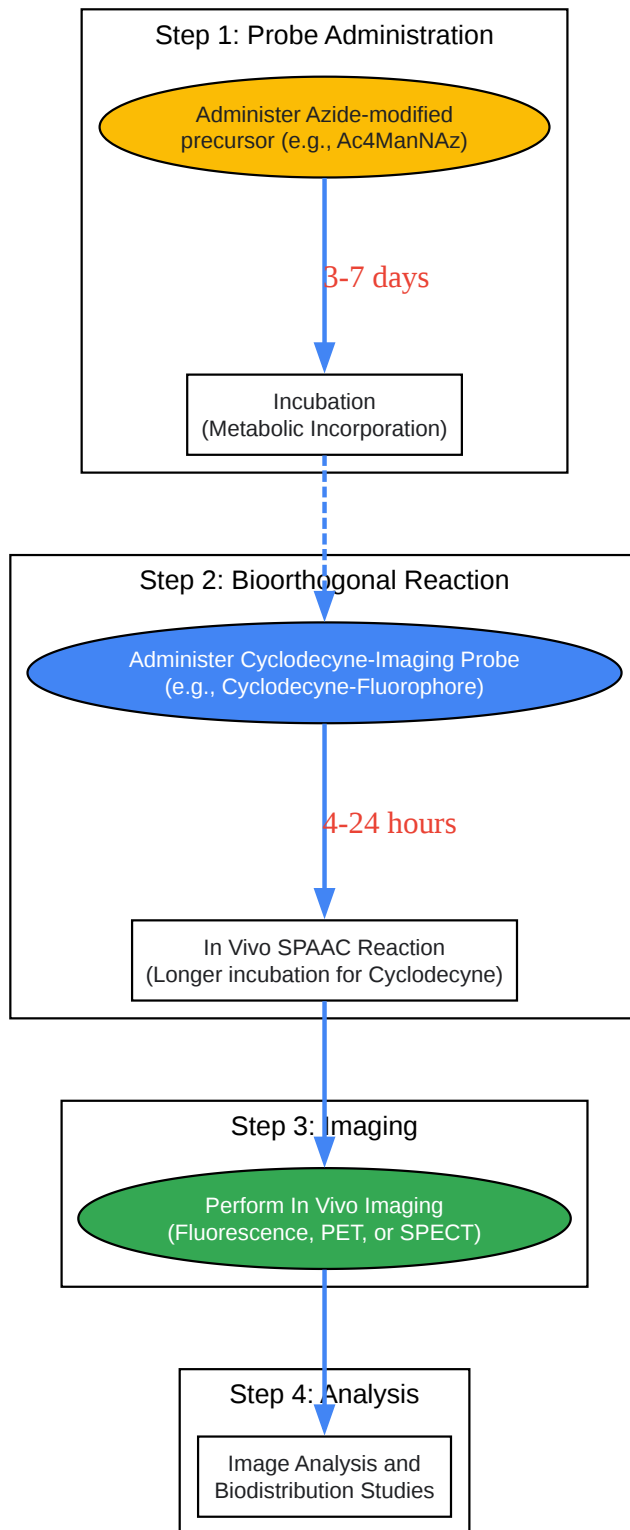 Step 1: Probe Administration
Administer Azide-modified
precursor (e.g., Ac4ManNAz)
3-7 days
Incubation
(Metabolic Incorporation)
Step 2: Bioorthogonal Reaction
Administer Cyclodecyne-Imaging Probe
(e.g., Cyclodecyne-Fluorophore)
4-24 hours
In Vivo SPAAC Reaction
(Longer incubation for Cyclodecyne)
Step 3: Imaging
Perform In Vivo Imaging
(Fluorescence, PET, or SPECT)
Step 4: Analysis
Image Analysis and
Biodistribution Studies